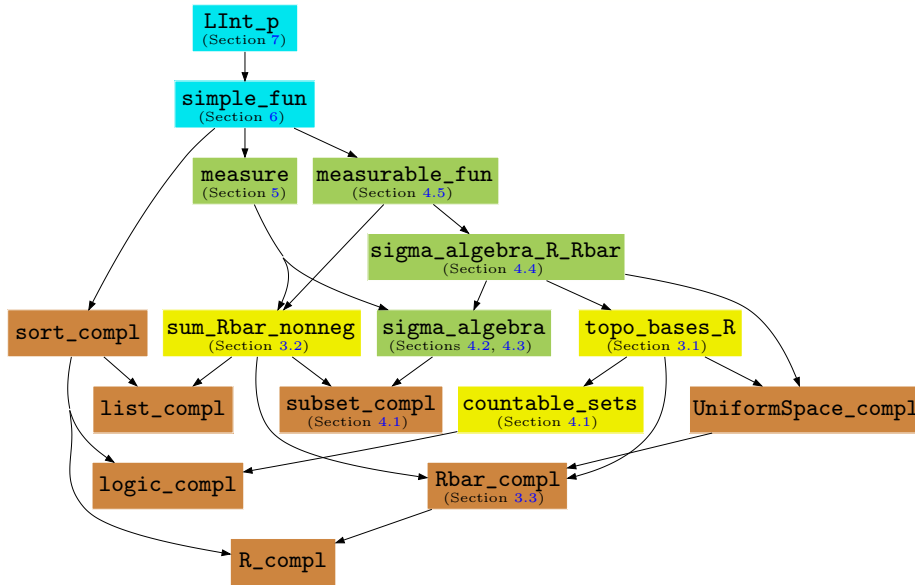 LInt_p
(Section 7)
simple_fun
(Section 6)
measure
(Section 5)
measurable_fun
(Section 4.5)
sigma_algebra_R_Rbar
(Section 4.4)
sort_compl
sum_Rbar_nonneg
(Section 3.2)
sigma_algebra
(Sections 4.2, 4.3)
topo_bases_R
(Section 3.1)
list_compl
subset_compl
(Section 4.1)
countable_sets
(Section 4.1)
UniformSpace_compl
logic_compl
Rbar_compl
(Section 3.3)
R_compl